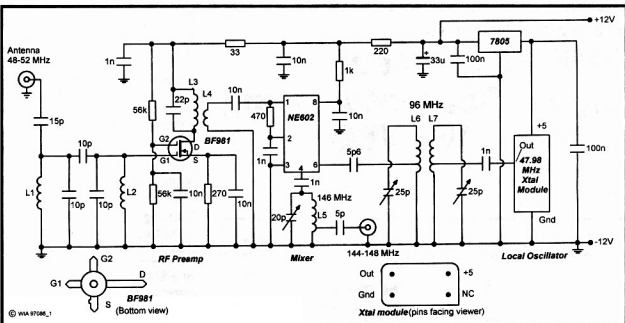 +12V
7805
33
220
1n
10n
33u
100n
Antenna
48-52 MHz
L3
22p
L4
10n
1k
56k
470
1
8
NE602
10n
96 MHz
L6
L7
+5
15p
10p
G2
D
G1
S
BF981
2
1n
3
6
4
5p6
1n
Out
47.98
MHz
Xtal
Module
100n
L1
10p
10p
L2
56k
10n
270
10n
1n
146 MHz
20p
L5
5p
25p
25p
Gnd
RF Preamp
Mixer
144-148 MHz
Local Oscillator
-12V
G2
G1
D
S
BF981
(Bottom view)
Out
+5
Gnd
NC
Xtal module(pins facing viewer)
© WIA 97086_1